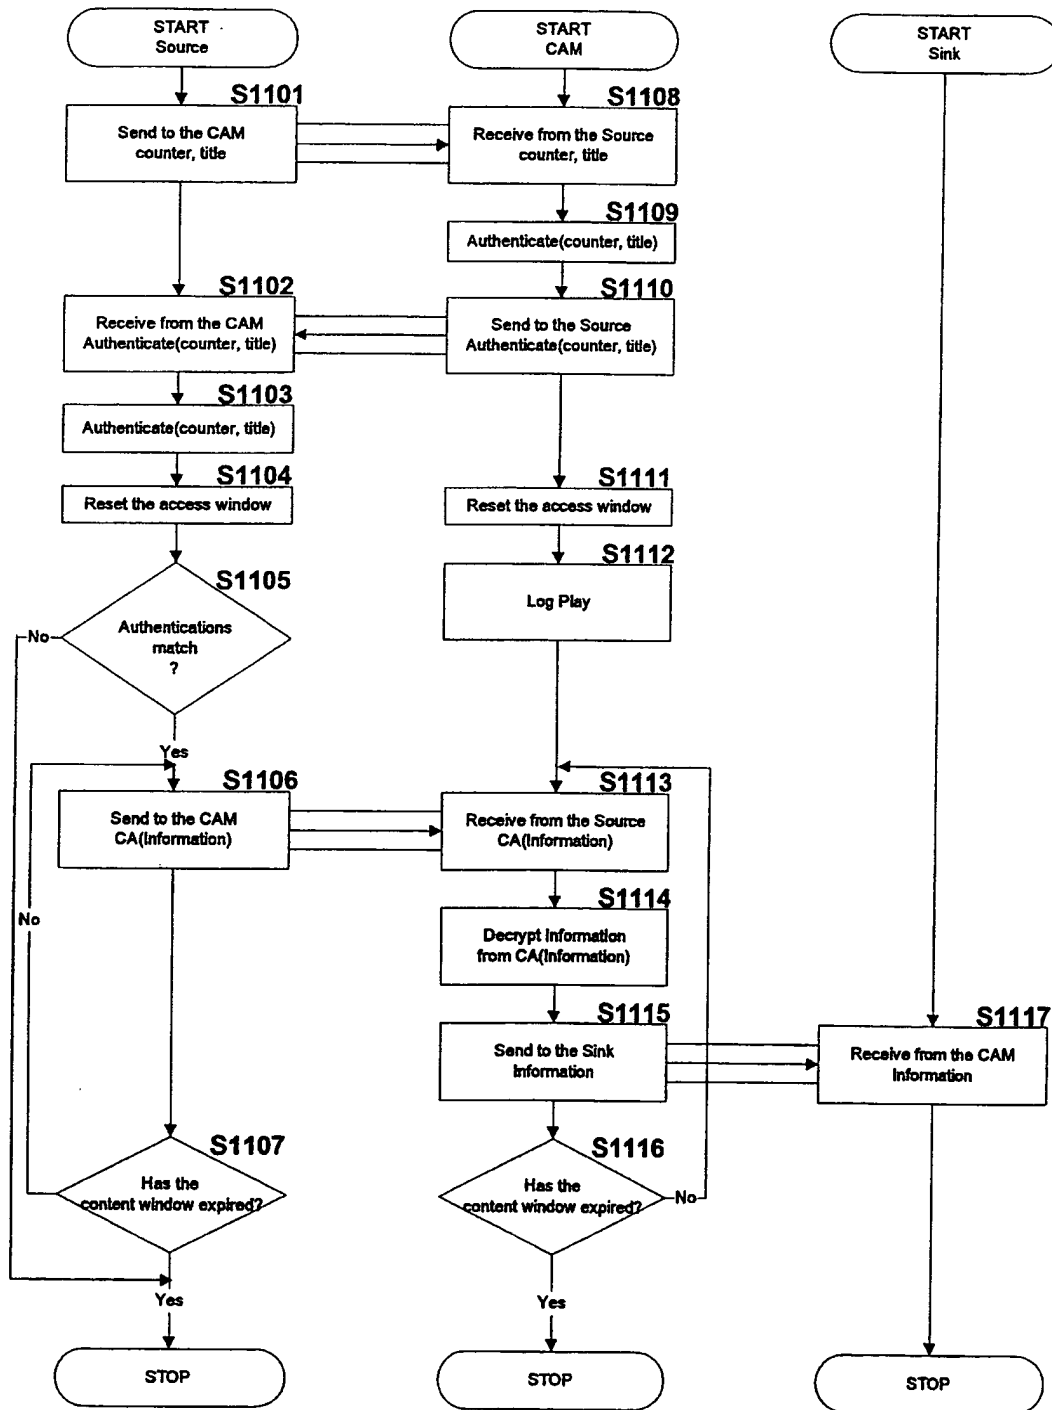 START
Source
START
CAM
START
Sink
S1101
Send to the CAM
counter, title
S1108
Receive from the Source
counter, title
S1109
Authenticate(counter, title)
S1102
Receive from the CAM
Authenticate(counter, title)
S1110
Send to the Source
Authenticate(counter, title)
S1103
Authenticate(counter, title)
S1104
Reset the access window
S1111
Reset the access window
S1112
Log Play
S1105
Authentications
match
?
No
Yes
S1106
Send to the CAM
CA(Information)
S1113
Receive from the Source
CA(Information)
No
S1114
Decrypt Information
from CA(Information)
S1115
Send to the Sink
Information
S1117
Receive from the CAM
Information
S1107
Has the
content window expired?
S1116
Has the
content window expired?
No
Yes
Yes
STOP
STOP
STOP